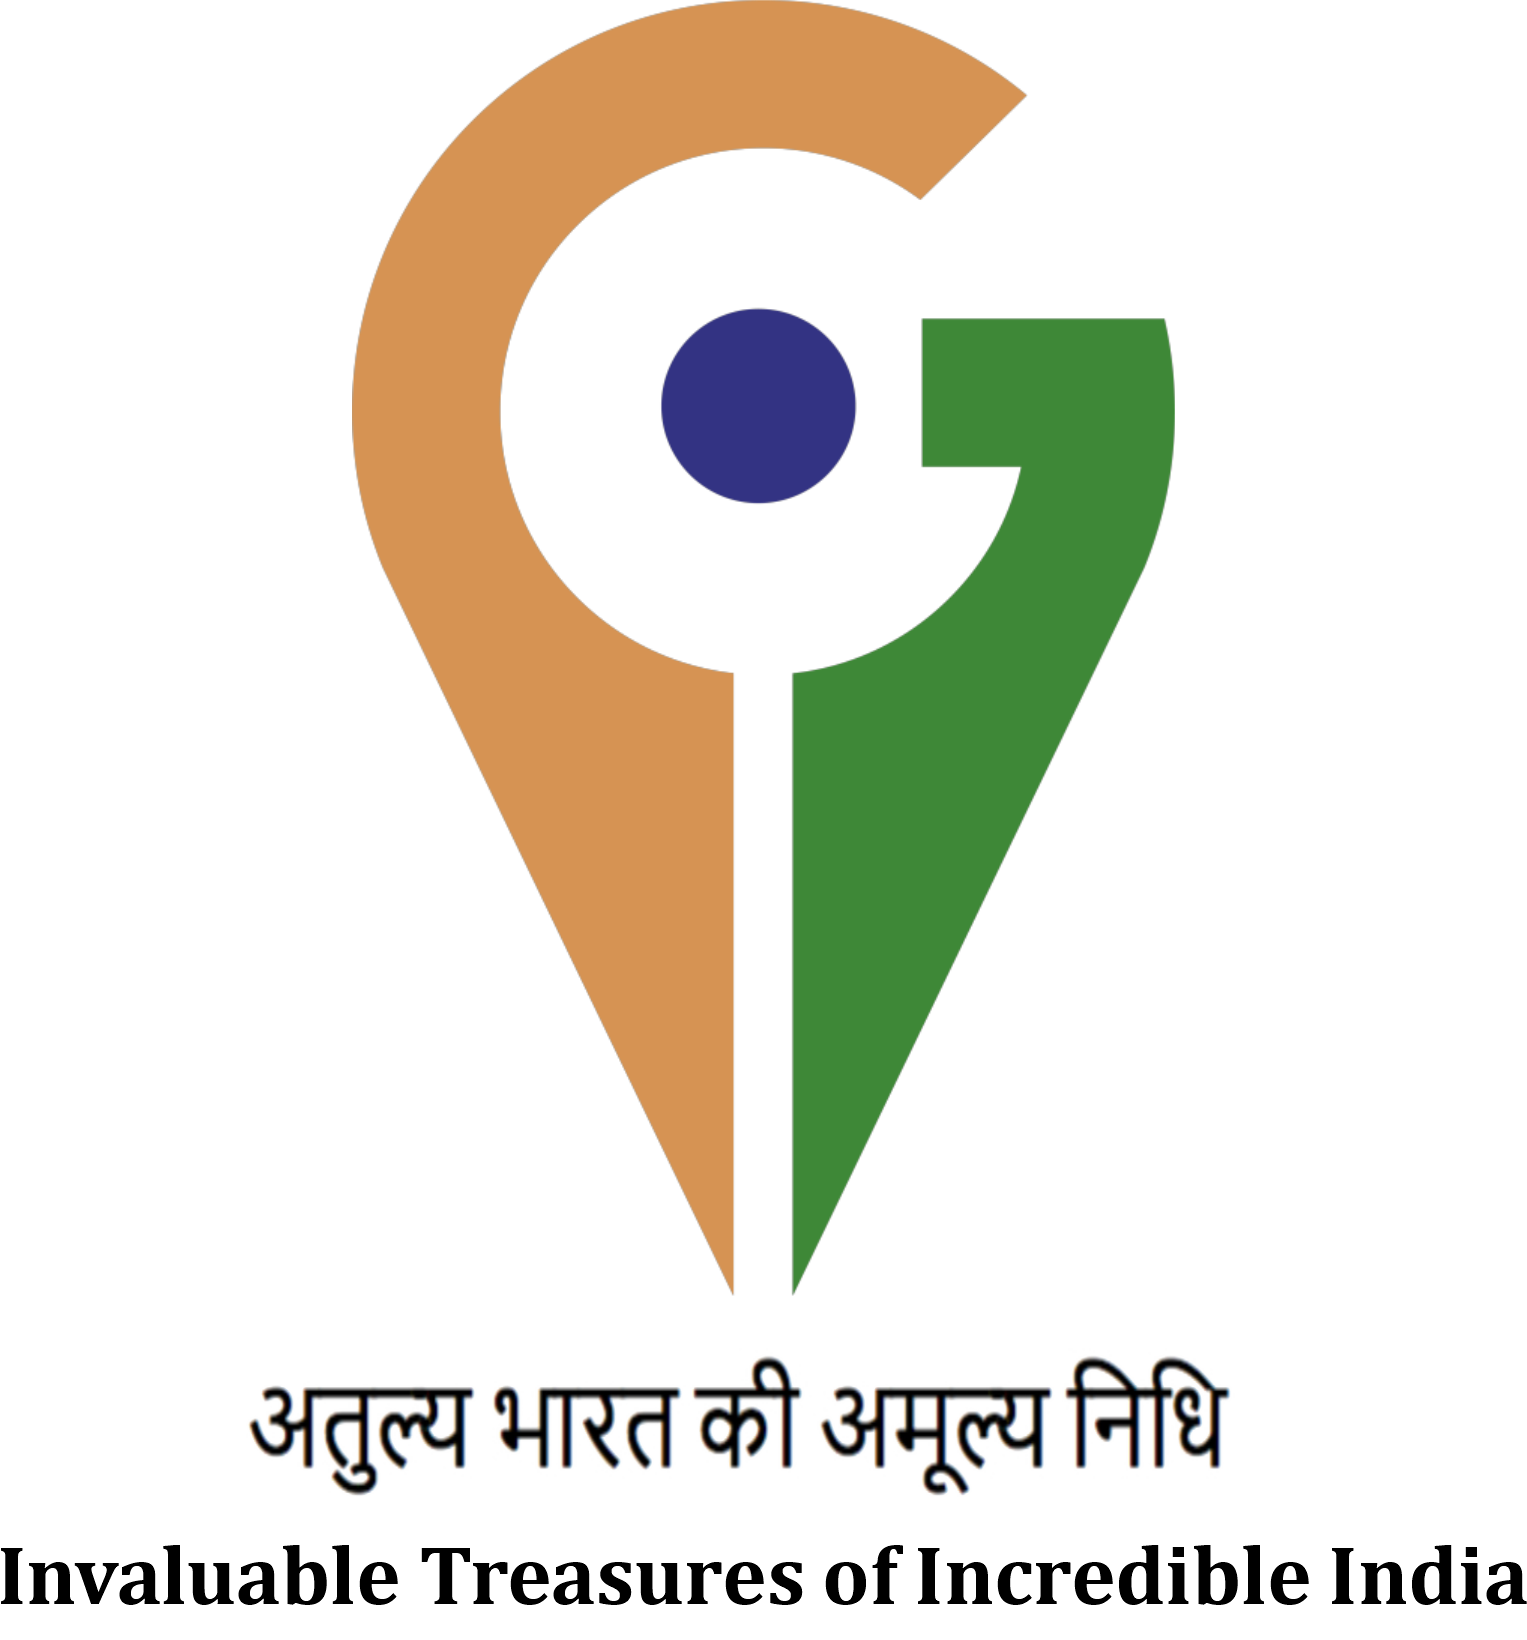 अतुल्य भारत की अमूल्य निधि
Invaluable Treasures of Incredible India